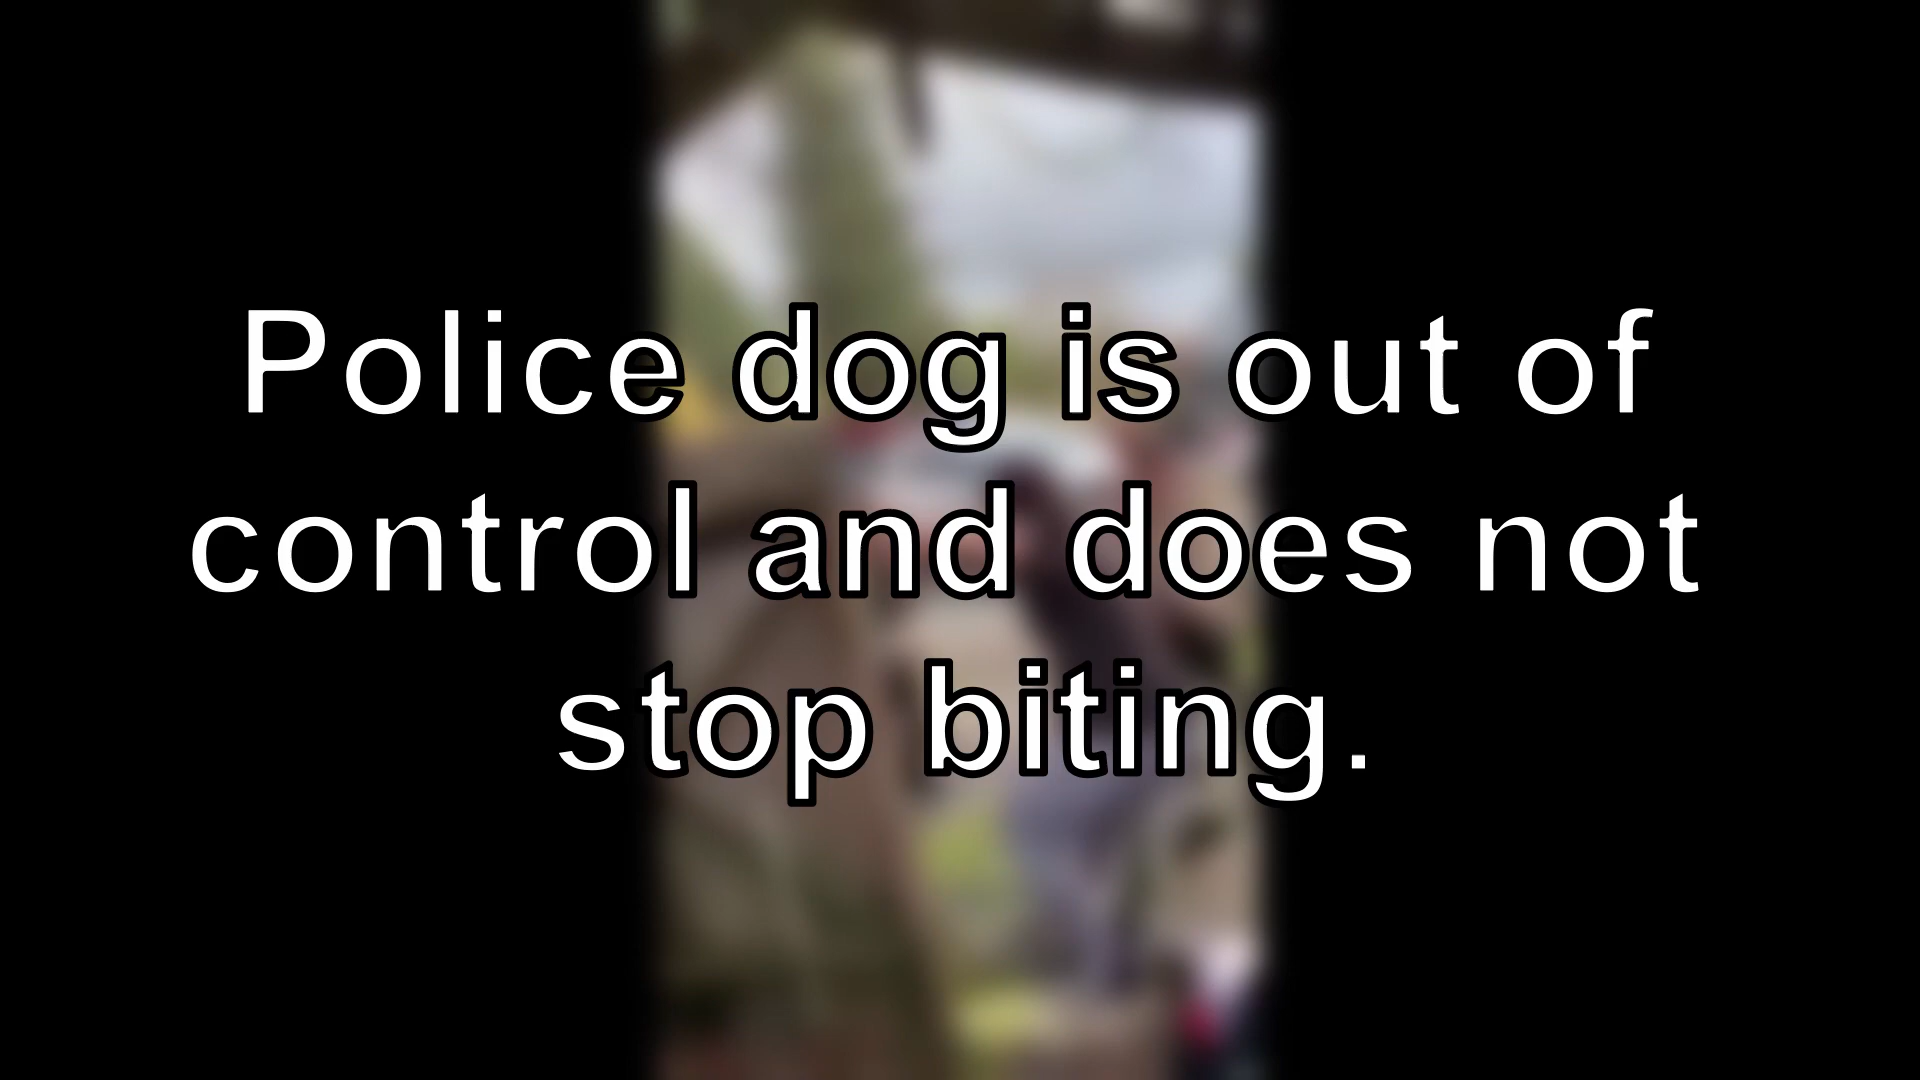 Police dog is out of
control and does not
stop biting.